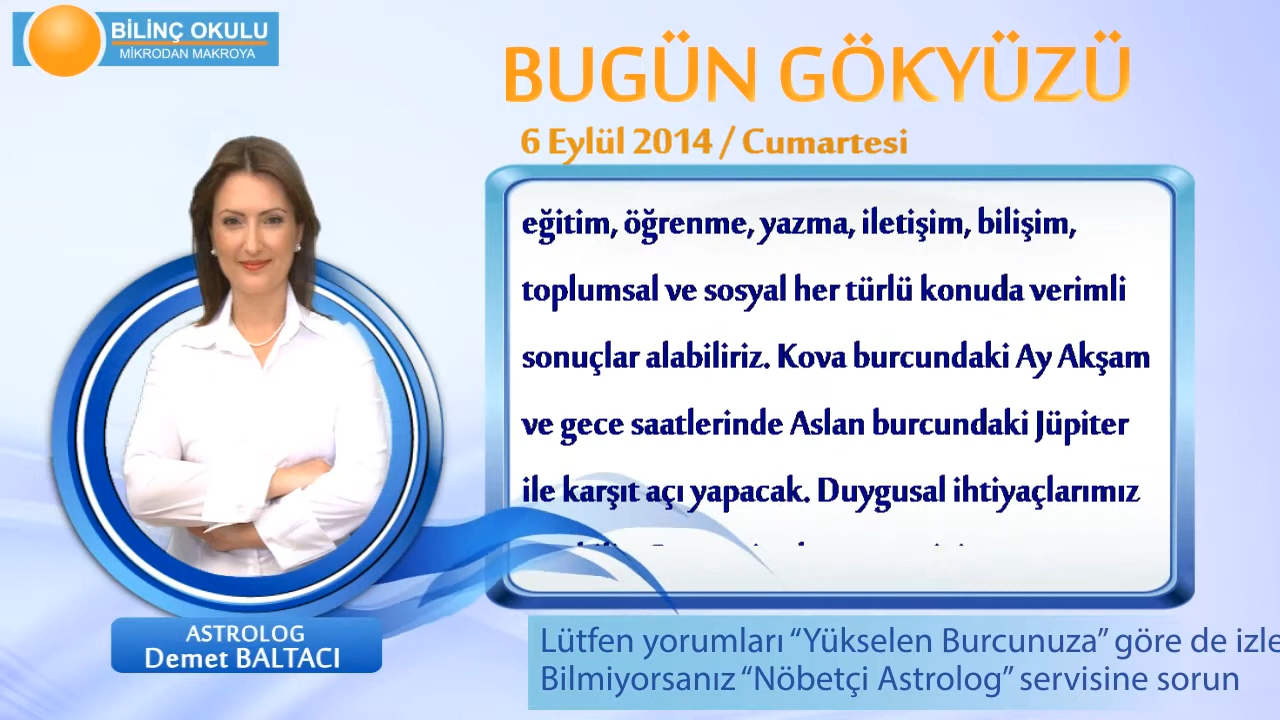 BİLİNÇ OKULU
MİKRODAN MAKROYA
BUGÜN GÖKYÜZÜ
6 Eylül 2014 / Cumartesi
eğitim, öğrenme, yazma, iletişim, bilişim,
toplumsal ve sosyal her türlü konuda verimli
sonuçlar alabiliriz. Kova burcundaki Ay Akşam
ve gece saatlerinde Aslan burcundaki Jüpiter
ile karşıt açı yapacak. Duygusal ihtiyaçlarımız
ASTROLOG
Demet BALTACI
Lütfen yorumları “Yükselen Burcunuza” göre de izle
Bilmiyorsanız “Nöbetçi Astrolog” servisine sorun